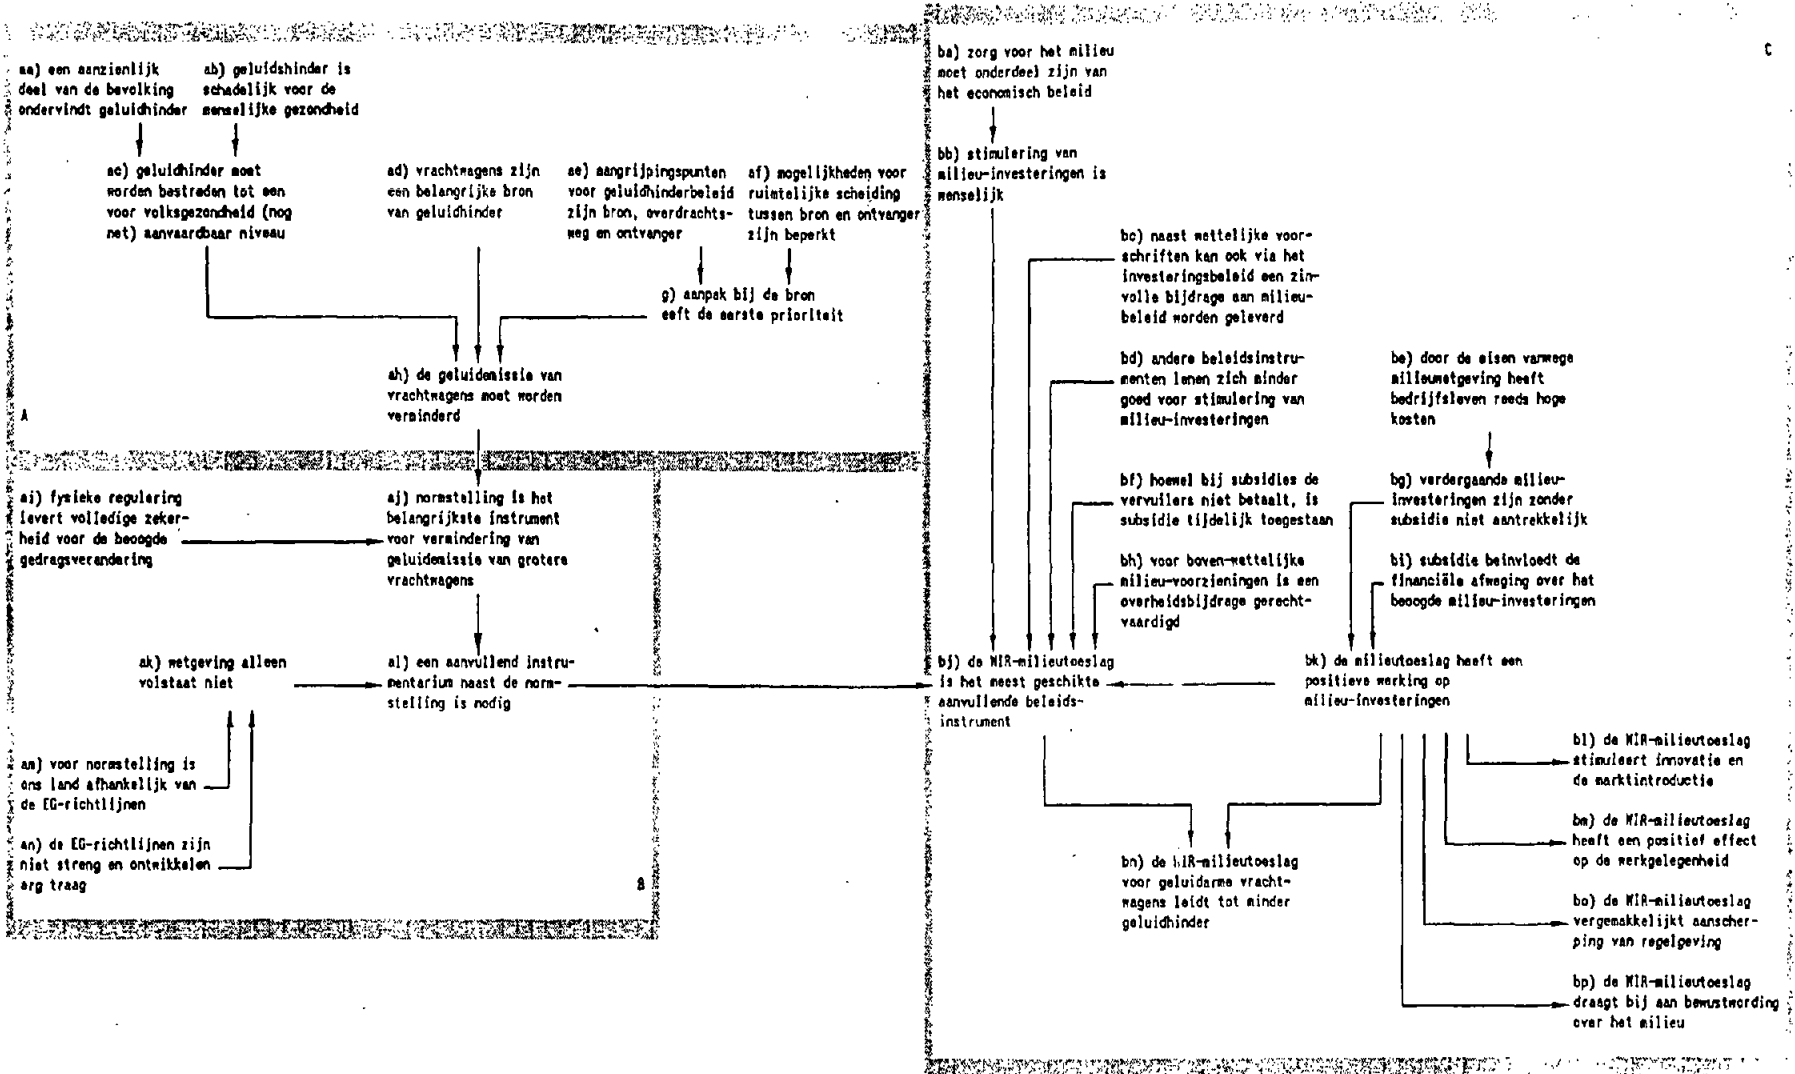 aa) een aanzienlijk
deel van de bevolking
ondervindt geluidhinder
ab) geluidshinder is
schadelijk voor de
menselijke gezondheid
ac) geluidhinder moet
worden bestreden tot een
voor volksgezondheid (nog
net) aanvaardbaar niveau
ad) vrachtwagens zijn
een belangrijke bron
van geluidhinder
ae) aangrijpingspunten
voor geluidhinderbeleid
zijn bron, overdrachts-
weg en ontvanger
af) mogelijkheden voor
ruimtelijke scheiding
tussen bron en ontvanger
zijn beperkt
g) aanpak bij de bron
eeft de eerste prioriteit
ah) de geluidemissie van
vrachtwagens moet worden
verminderd
A
ai) fysieke regulering
levert volledige zeker-
heid voor de beoogde
gedragsverandering
aj) normstelling is het
belangrijkste instrument
voor vermindering van
geluidemissie van grotere
vrachtwagens
ak) wetgeving alleen
volstaat niet
al) een aanvullend instru-
mentarium naast de norm-
stelling is nodig
am) voor normstelling is
ons land afhankelijk van
de EG-richtlijnen
an) de EG-richtlijnen zijn
niet streng en ontwikkelen
erg traag
B
C
ba) zorg voor het milieu
moet onderdeel zijn van
het economisch beleid
bb) stimulering van
milieu-investeringen is
wenselijk
bc) naast wettelijke voor-
schriften kan ook via het
investeringsbeleid een zin-
volle bijdrage aan milieu-
beleid worden geleverd
bd) andere beleidsinstru-
menten lenen zich minder
goed voor stimulering van
milieu-investeringen
be) door de eisen vanwege
milieuwetgeving heeft
bedrijfsleven reeds hoge
kosten
bf) hoewel bij subsidies de
vervuilers niet betaalt, is
subsidie tijdelijk toegestaan
bg) verdergaande milieu-
investeringen zijn zonder
subsidie niet aantrekkelijk
bh) voor boven-wettelijke
milieu-voorzieningen is een
overheidsbijdrage gerecht-
vaardigd
bi) subsidie beinvloedt de
financiële afweging over het
beoogde milieu-investeringen
bj) de WIR-milieutoeslag
is het meest geschikte
aanvullende beleids-
instrument
bk) de milieutoeslag heeft een
positieve werking op
milieu-investeringen
bl) de WIR-milieutoeslag
stimuleert innovatie en
de marktintroductie
bm) de WIR-milieutoeslag
heeft een positief effect
op de werkgelegenheid
bn) de WIR-milieutoeslag
voor geluidarme vracht-
wagens leidt tot minder
geluidhinder
bo) de WIR-milieutoeslag
vergemakkelijkt aanscher-
ping van regelgeving
bp) de WIR-milieutoeslag
draagt bij aan bewustwording
over het milieu